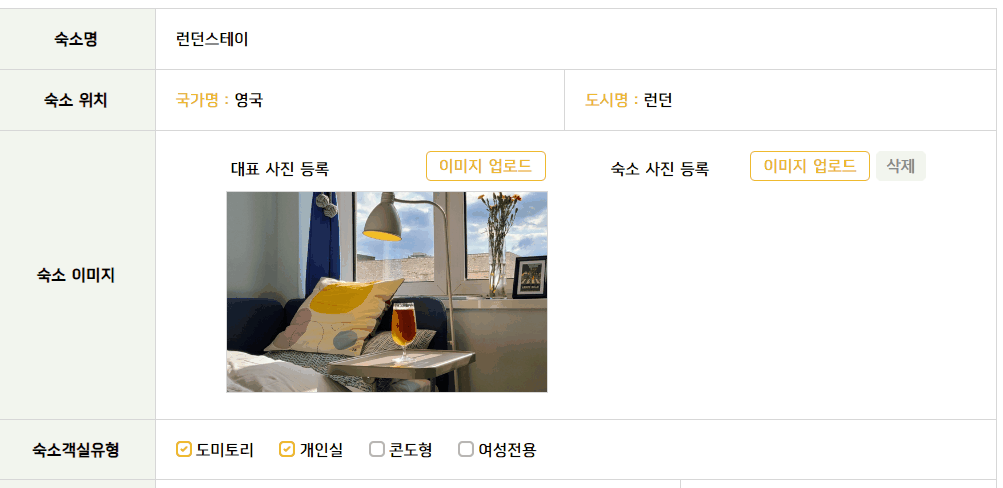 숙소명
런던스테이
숙소 위치
국가명 : 영국
도시명 : 런던
대표 사진 등록
이미지 업로드
숙소 사진 등록
이미지 업로드
삭제
숙소 이미지
숙소객실유형
도미토리 개인실 콘도형 여성전용